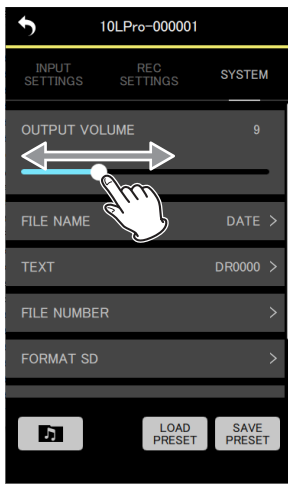 10LPro-000001
INPUT
SETTINGS
REC
SETTINGS
SYSTEM
OUTPUT VOLUME 9
FILE NAME DATE >
TEXT DR0000 >
FILE NUMBER >
FORMAT SD >
LOAD
PRESET
SAVE
PRESET